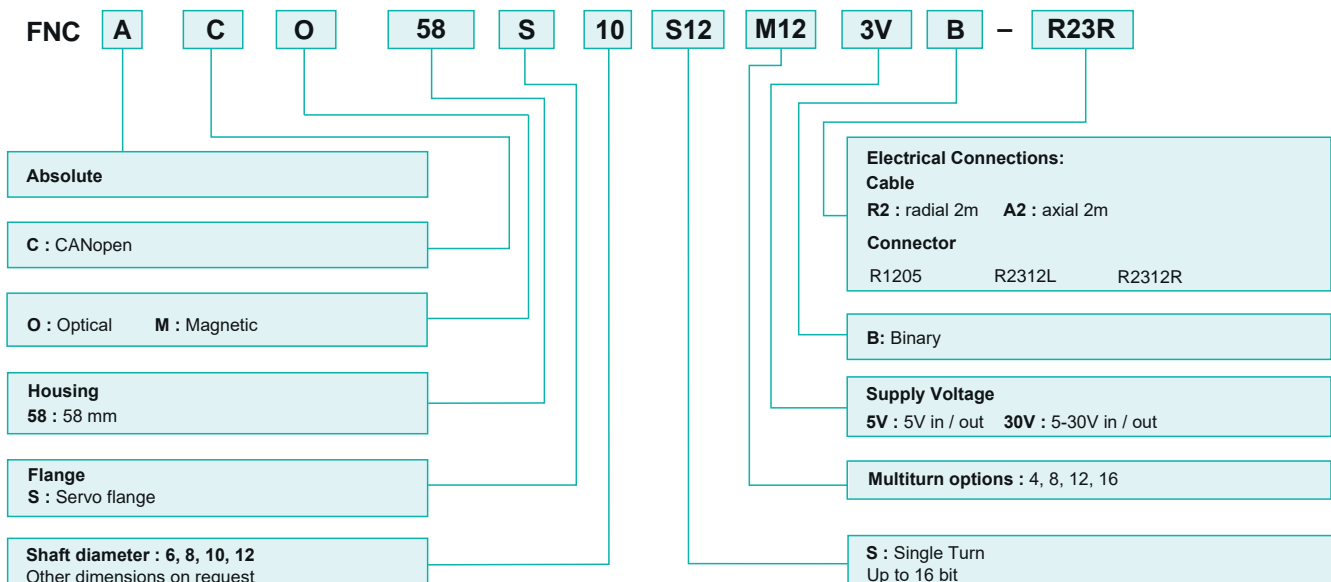 FNC A C O 58 S 10 S12 M12 3V B – R23R
Absolute
C : CANopen
O : Optical M : Magnetic
Housing
58 : 58 mm
Flange
S : Servo flange
Shaft diameter : 6, 8, 10, 12
Other dimensions on request
Electrical Connections:
Cable
R2 : radial 2m A2 : axial 2m
Connector
R1205 R2312L R2312R
B: Binary
Supply Voltage
5V : 5V in / out 30V : 5-30V in / out
Multiturn options : 4, 8, 12, 16
S : Single Turn
Up to 16 bit